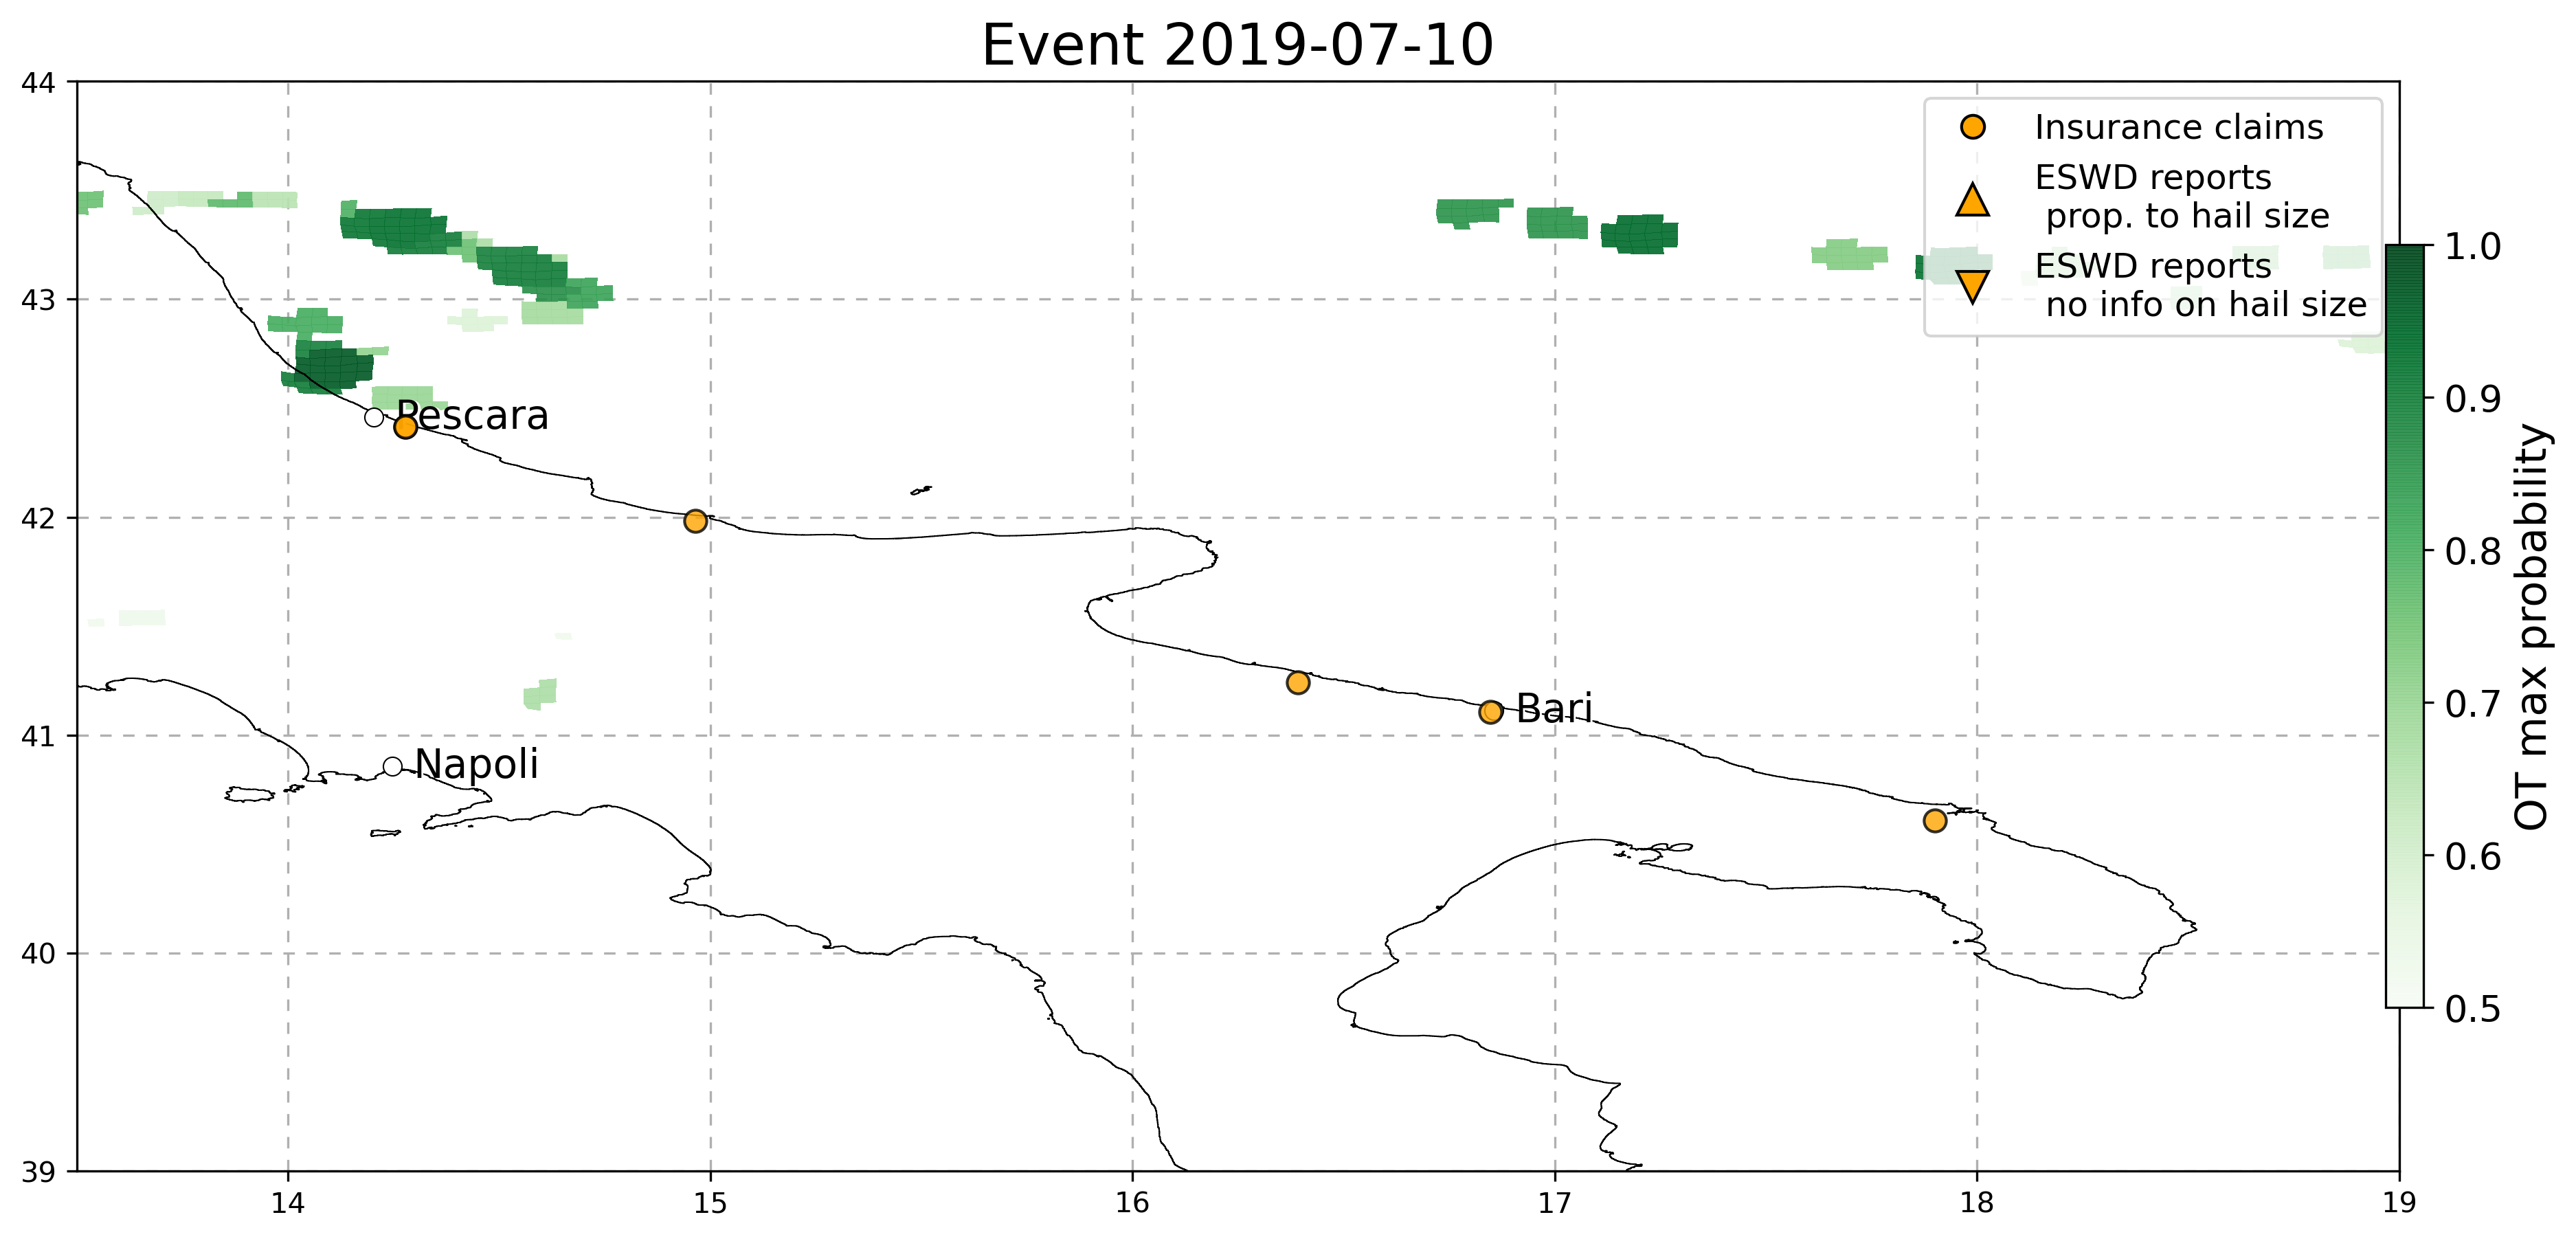 Event 2019-07-10
44
43
42
41
40
39
14
15
16
17
18
19
Insurance claims
ESWD reports
prop. to hail size
ESWD reports
no info on hail size
Pescara
Napoli
Bari
1.0
0.9
0.8
0.7
0.6
0.5
OT max probability